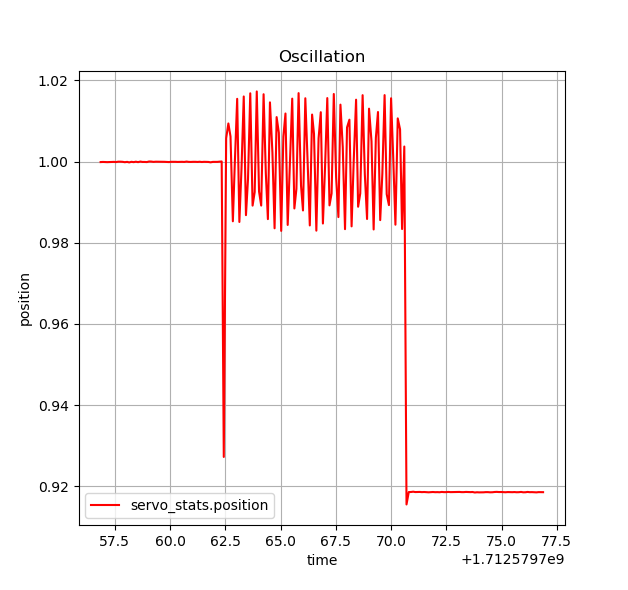 Oscillation
1.02
1.00
0.98
0.96
0.94
0.92
position
servo_stats.position
57.5 60.0 62.5 65.0 67.5 70.0 72.5 75.0 77.5
time
+1.7125797e9